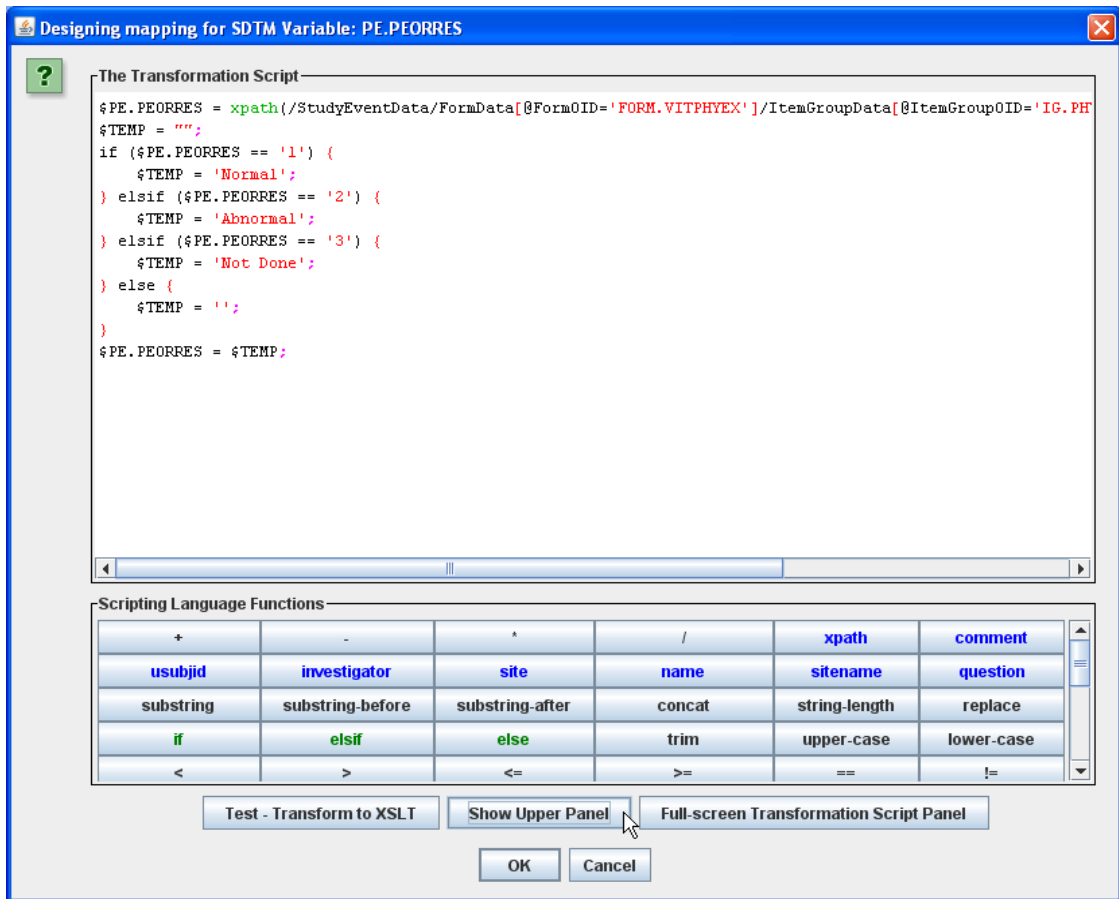 Designing mapping for SDTM Variable: PE.PEORRES
?
The Transformation Script
$PE.PEORRES = xpath(/StudyEventData/FormData[@FormOID='FORM.VITPHYEX']/ItemGroupData[@ItemGroupOID='IG.PH
$TEMP = "";
if ($PE.PEORRES == '1') {
    $TEMP = 'Normal';
} elsif ($PE.PEORRES == '2') {
    $TEMP = 'Abnormal';
} elsif ($PE.PEORRES == '3') {
    $TEMP = 'Not Done';
} else {
    $TEMP = '';
}
$PE.PEORRES = $TEMP;
Scripting Language Functions
+ - * / xpath comment
usubjid investigator site name sitename question
substring substring-before substring-after concat string-length replace
if elsif else trim upper-case lower-case
< > <= >= == !=
Test - Transform to XSLT Show Upper Panel Full-screen Transformation Script Panel
OK Cancel